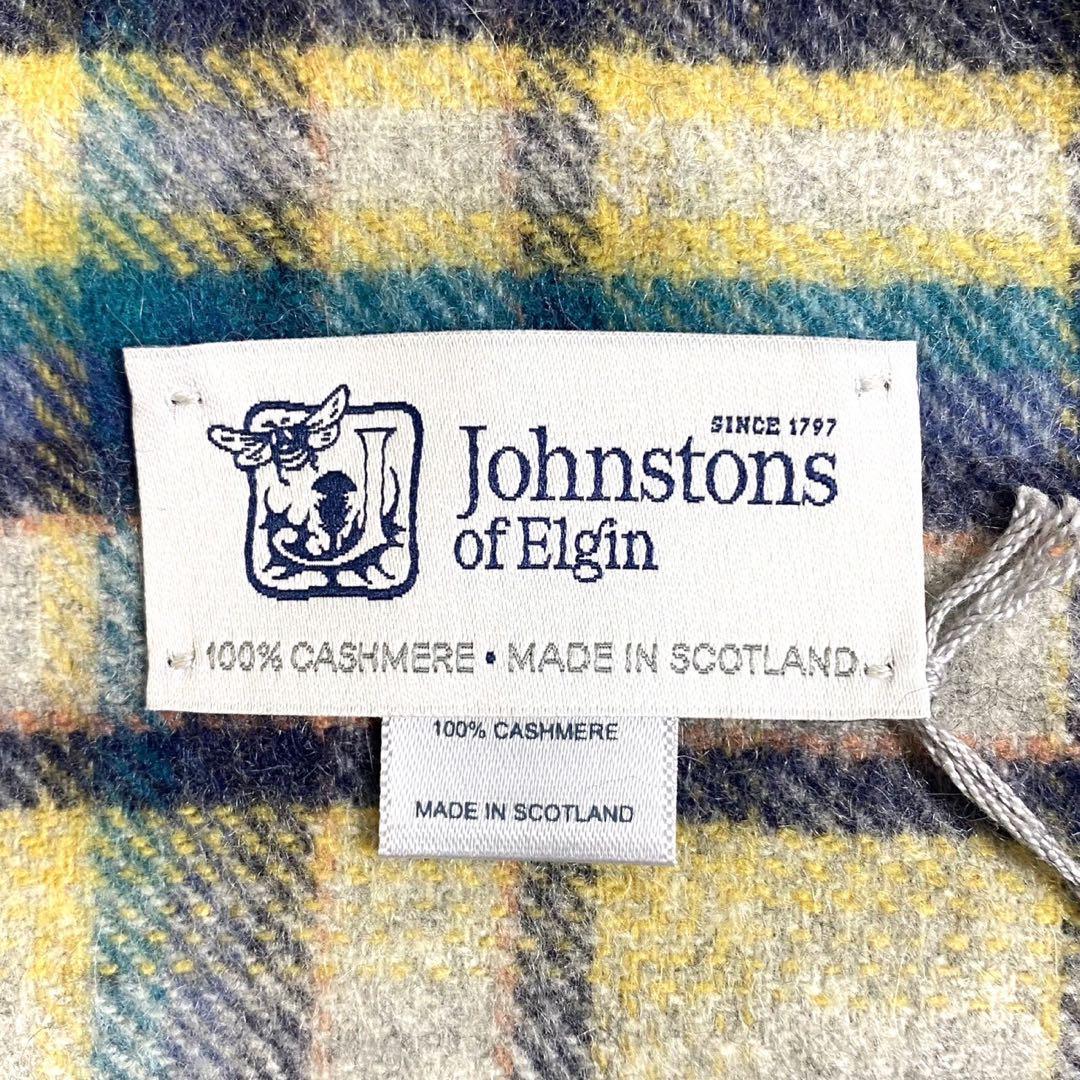 SINCE 1797
Johnstons
of Elgin
100% CASHMERE • MADE IN SCOTLAND
100% CASHMERE
MADE IN SCOTLAND